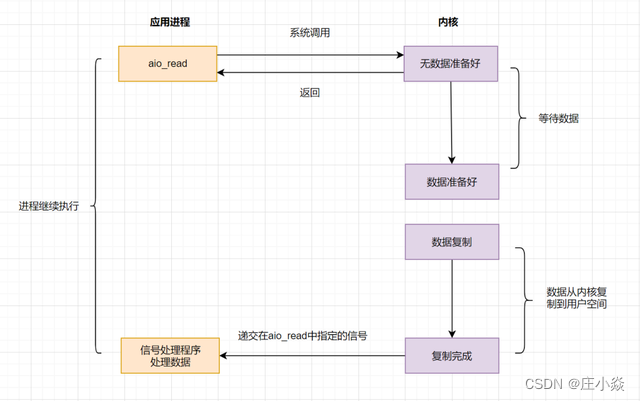 应用进程
内核
系统调用
aio_read
无数据准备好
返回
等待数据
数据准备好
进程继续执行
数据复制
数据从内核复
制到用户空间
递交在aio_read中指定的信号
信号处理程序
处理数据
复制完成
CSDN @庄小焱